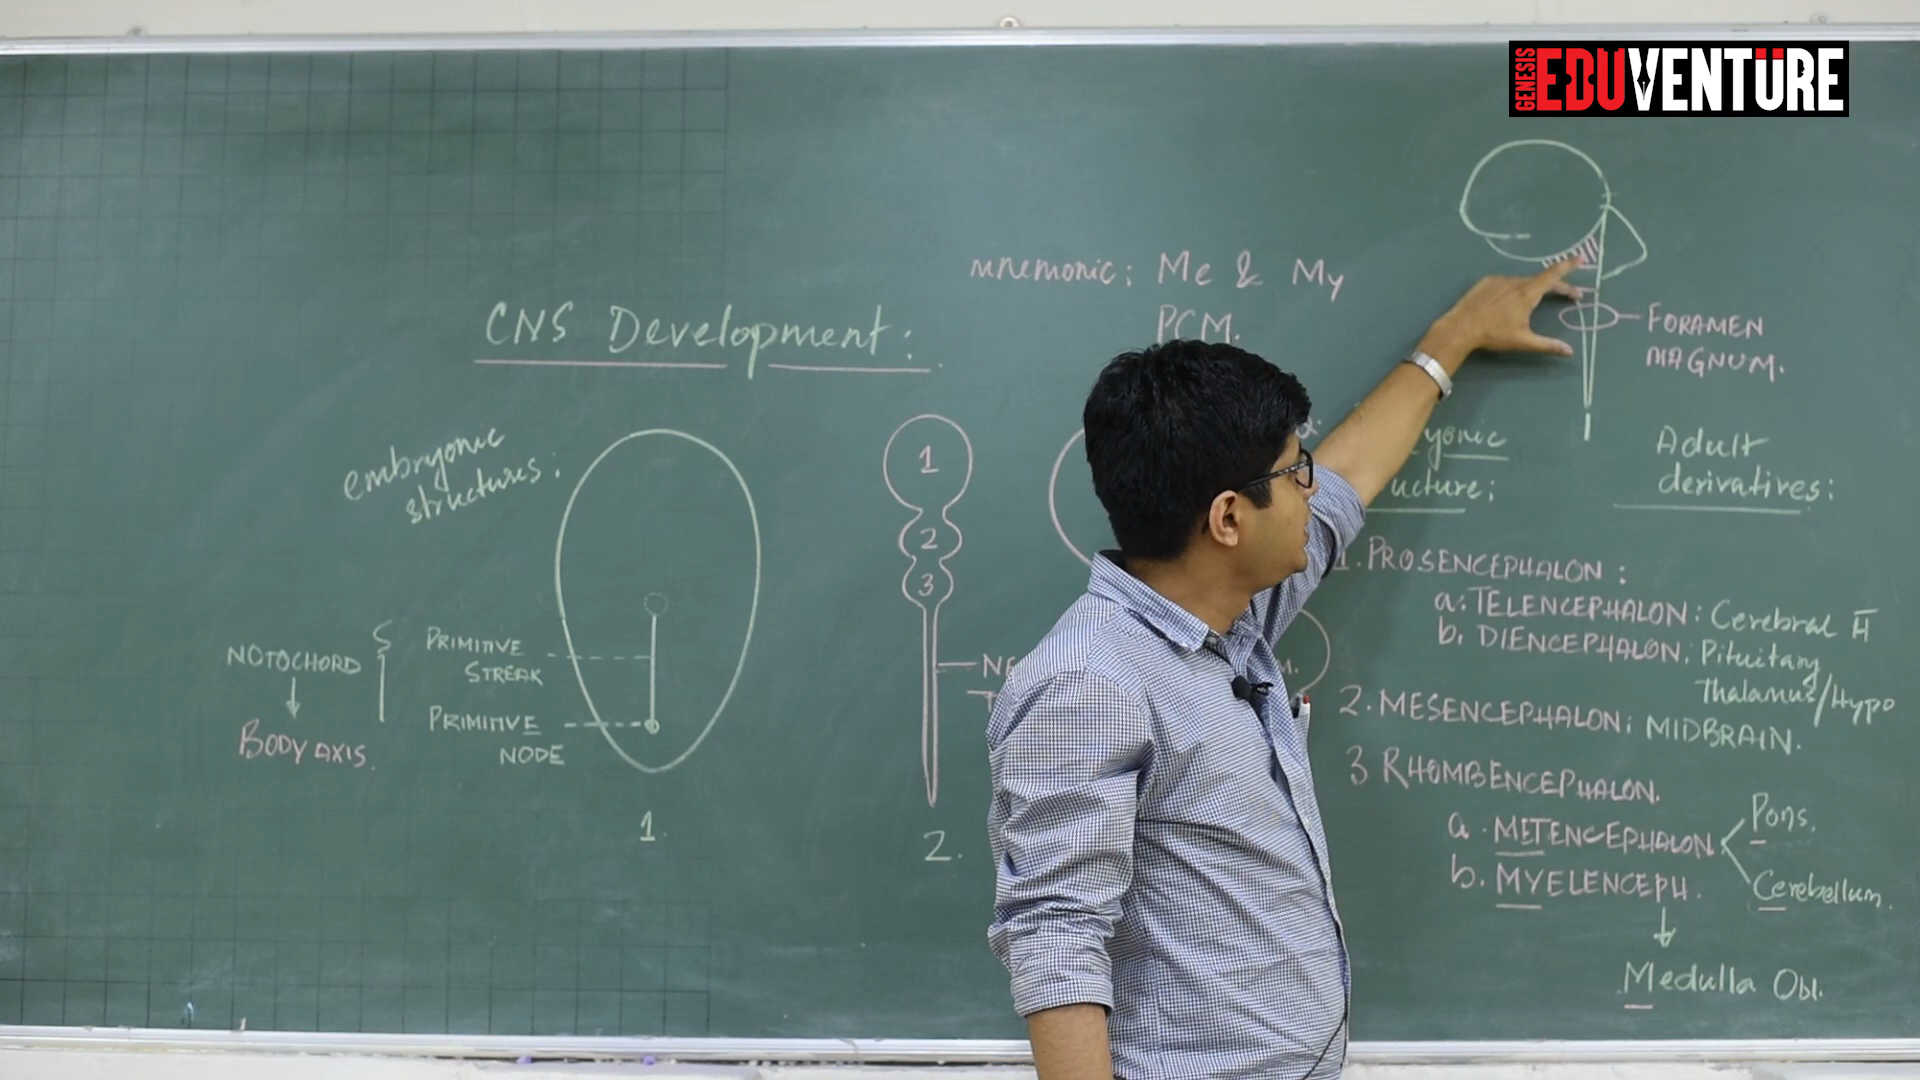 GENESIS
EDUVENTURE
mnemonic: Me & My
PCM.
CNS Development:
FORAMEN
MAGNUM.
embryonic
structures:
1
2
3
NOTOCHORD
BODY AXIS.
PRIMITIVE
STREAK
PRIMITIVE
NODE
1.
2.
Adult
derivatives:
1. PROSENCEPHALON:
a: TELENCEPHALON: Cerebral H
b. DIENCEPHALON: Pituitary
Thalamus/Hypo
2. MESENCEPHALON: MIDBRAIN.
3 RHOMBENCEPHALON.
a. METENCEPHALON
Pons.
Cerebellum.
b. MYELENCEPH.
Medulla Obl.